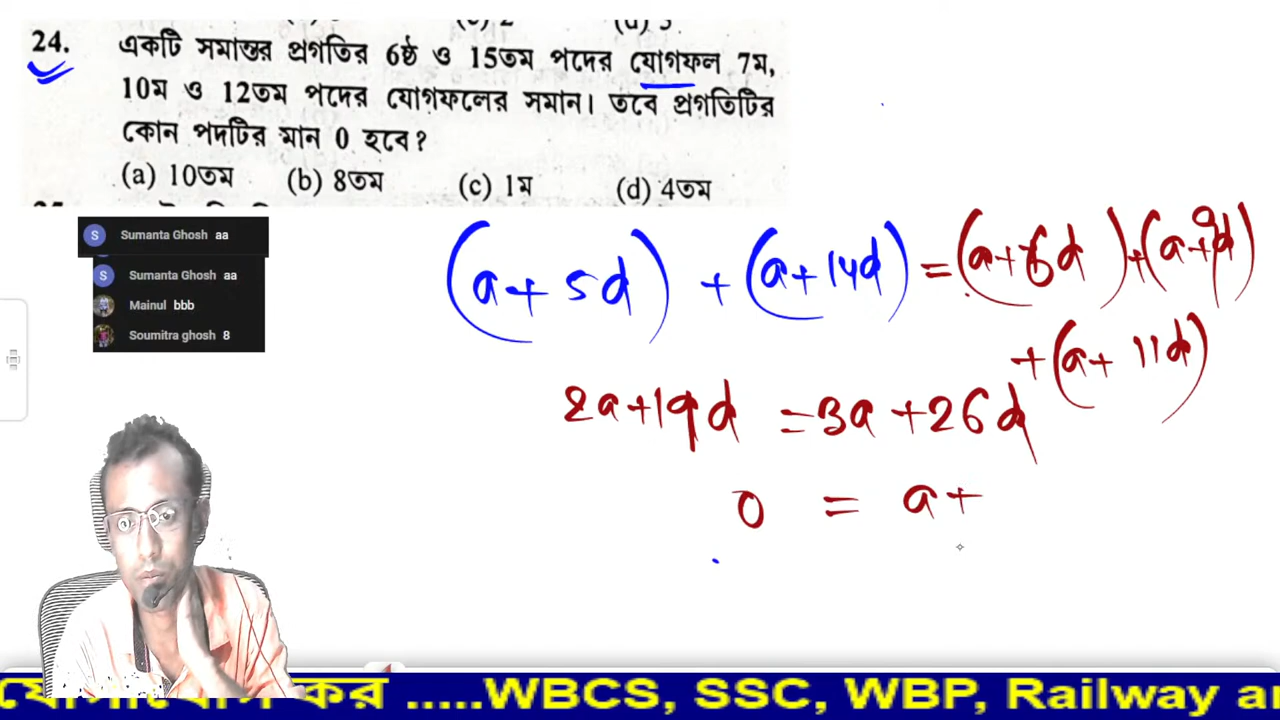 24. একটি সমান্তর প্রগতির 6ষ্ঠ ও 15তম পদের যোগফল 7ম,
10ম ও 12তম পদের যোগফলের সমান। তবে প্রগতিটির
কোন পদটির মান 0 হবে?
(a) 10তম (b) 8তম (c) 1ম (d) 4তম
Sumanta Ghosh aa
Sumanta Ghosh aa
Mainul bbb
Soumitra ghosh 8
(a + 5d) + (a + 14d) = (a + 6d) + (a + 9d)
+ (a + 11d)
2a + 19d = 3a + 26d
0 = a +
কর .....WBCS, SSC, WBP, Railway